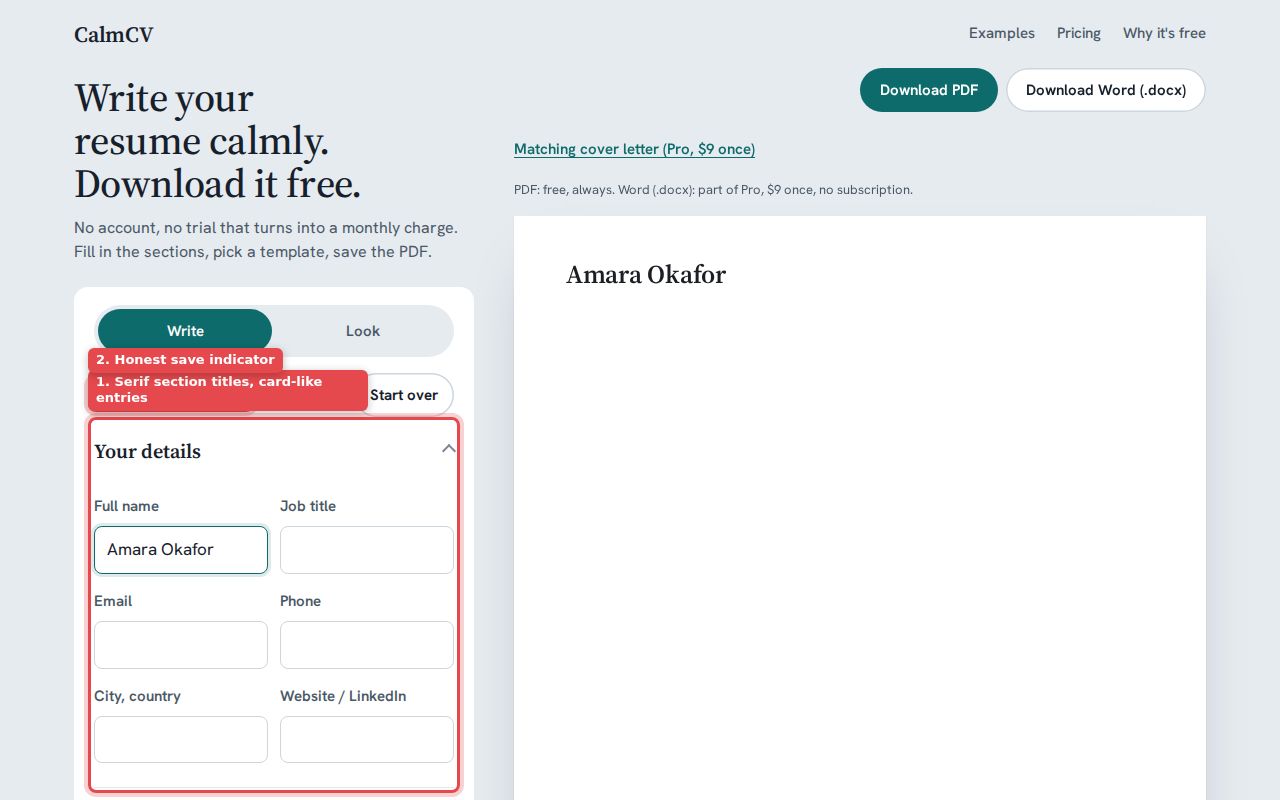 CalmCV
Examples
Pricing
Why it's free
Write your
resume calmly.
Download it free.
No account, no trial that turns into a monthly charge.
Fill in the sections, pick a template, save the PDF.
Download PDF
Download Word (.docx)
Matching cover letter (Pro, $9 once)
PDF: free, always. Word (.docx): part of Pro, $9 once, no subscription.
Write
Look
2. Honest save indicator
1. Serif section titles, card-like
entries
Start over
Your details
Full name
Job title
Amara Okafor
Email
Phone
City, country
Website / LinkedIn
Amara Okafor